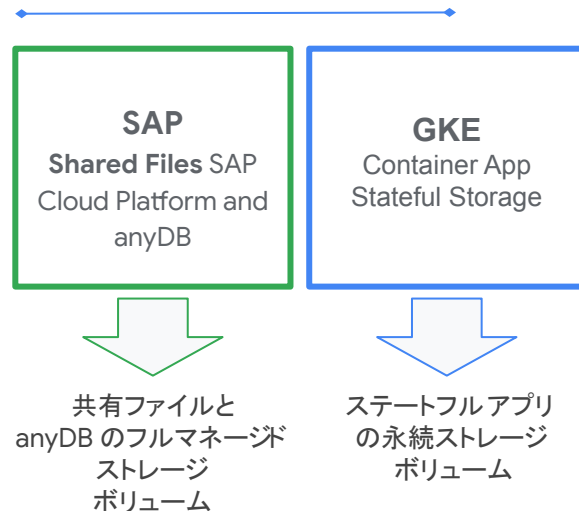 SAP
Shared Files SAP
Cloud Platform and
anyDB
GKE
Container App
Stateful Storage
共有ファイルと
anyDB のフルマネージド
ストレージ
ボリューム
ステートフル アプリ
の永続ストレージ
ボリューム